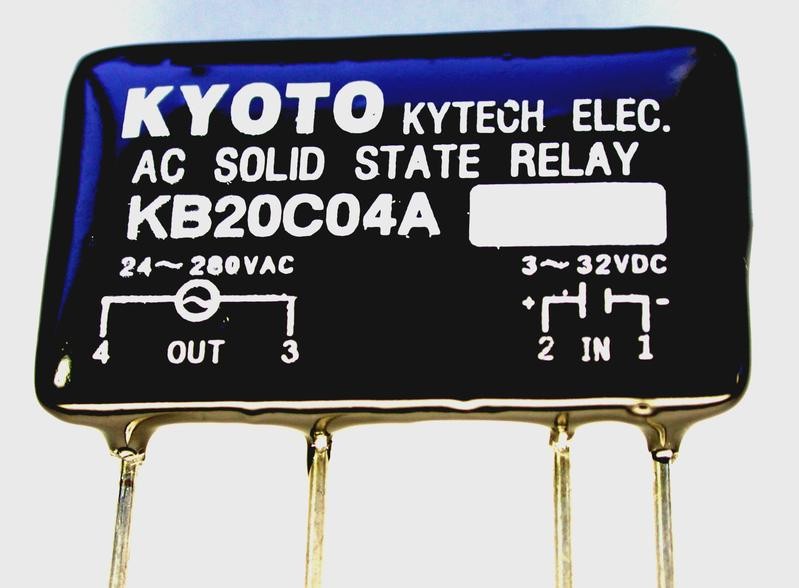 KYOTO KYTECH ELEC.
AC SOLID STATE RELAY
KB20C04A
24~280VAC 3~32VDC
+ -
4 OUT 3 2 IN 1